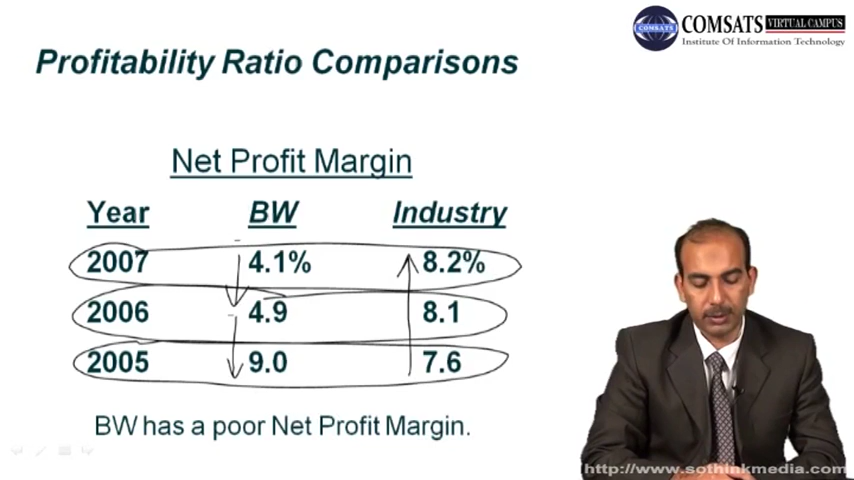 COMSATS VIRTUAL CAMPUS
COMSATS
Institute Of Information Technology
Profitability Ratio Comparisons
Net Profit Margin
Year BW Industry
2007 4.1% 8.2%
2006 4.9 8.1
2005 9.0 7.6
BW has a poor Net Profit Margin.
http://www.sothinkmedia.com